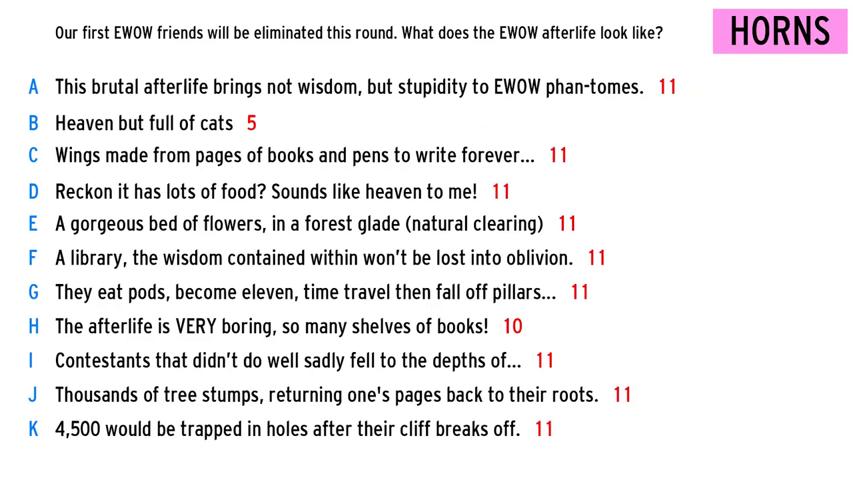 Our first EWOW friends will be eliminated this round. What does the EWOW afterlife look like?
HORNS
A This brutal afterlife brings not wisdom, but stupidity to EWOW phan-tomes. 11
B Heaven but full of cats 5
C Wings made from pages of books and pens to write forever... 11
D Reckon it has lots of food? Sounds like heaven to me! 11
E A gorgeous bed of flowers, in a forest glade (natural clearing) 11
F A library, the wisdom contained within won't be lost into oblivion. 11
G They eat pods, become eleven, time travel then fall off pillars... 11
H The afterlife is VERY boring, so many shelves of books! 10
I Contestants that didn't do well sadly fell to the depths of... 11
J Thousands of tree stumps, returning one's pages back to their roots. 11
K 4,500 would be trapped in holes after their cliff breaks off. 11